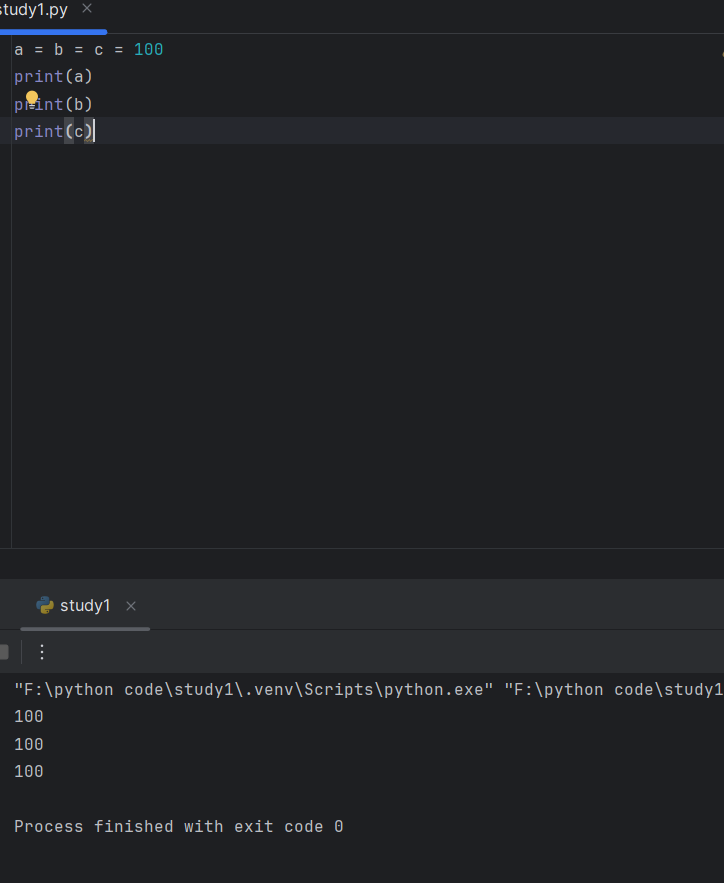 study1.py
a = b = c = 100
print(a)
print(b)
print(c)
study1
"F:\python code\study1\.venv\Scripts\python.exe" "F:\python code\study1
100
100
100
Process finished with exit code 0